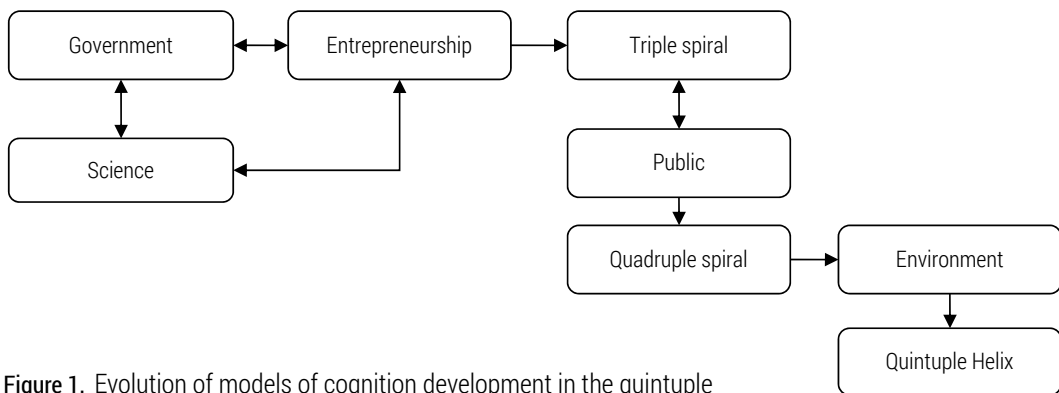 Government
Entrepreneurship
Triple spiral
Science
Public
Quadruple spiral
Environment
Quintuple Helix
Figure 1. Evolution of models of cognition development in the quintuple